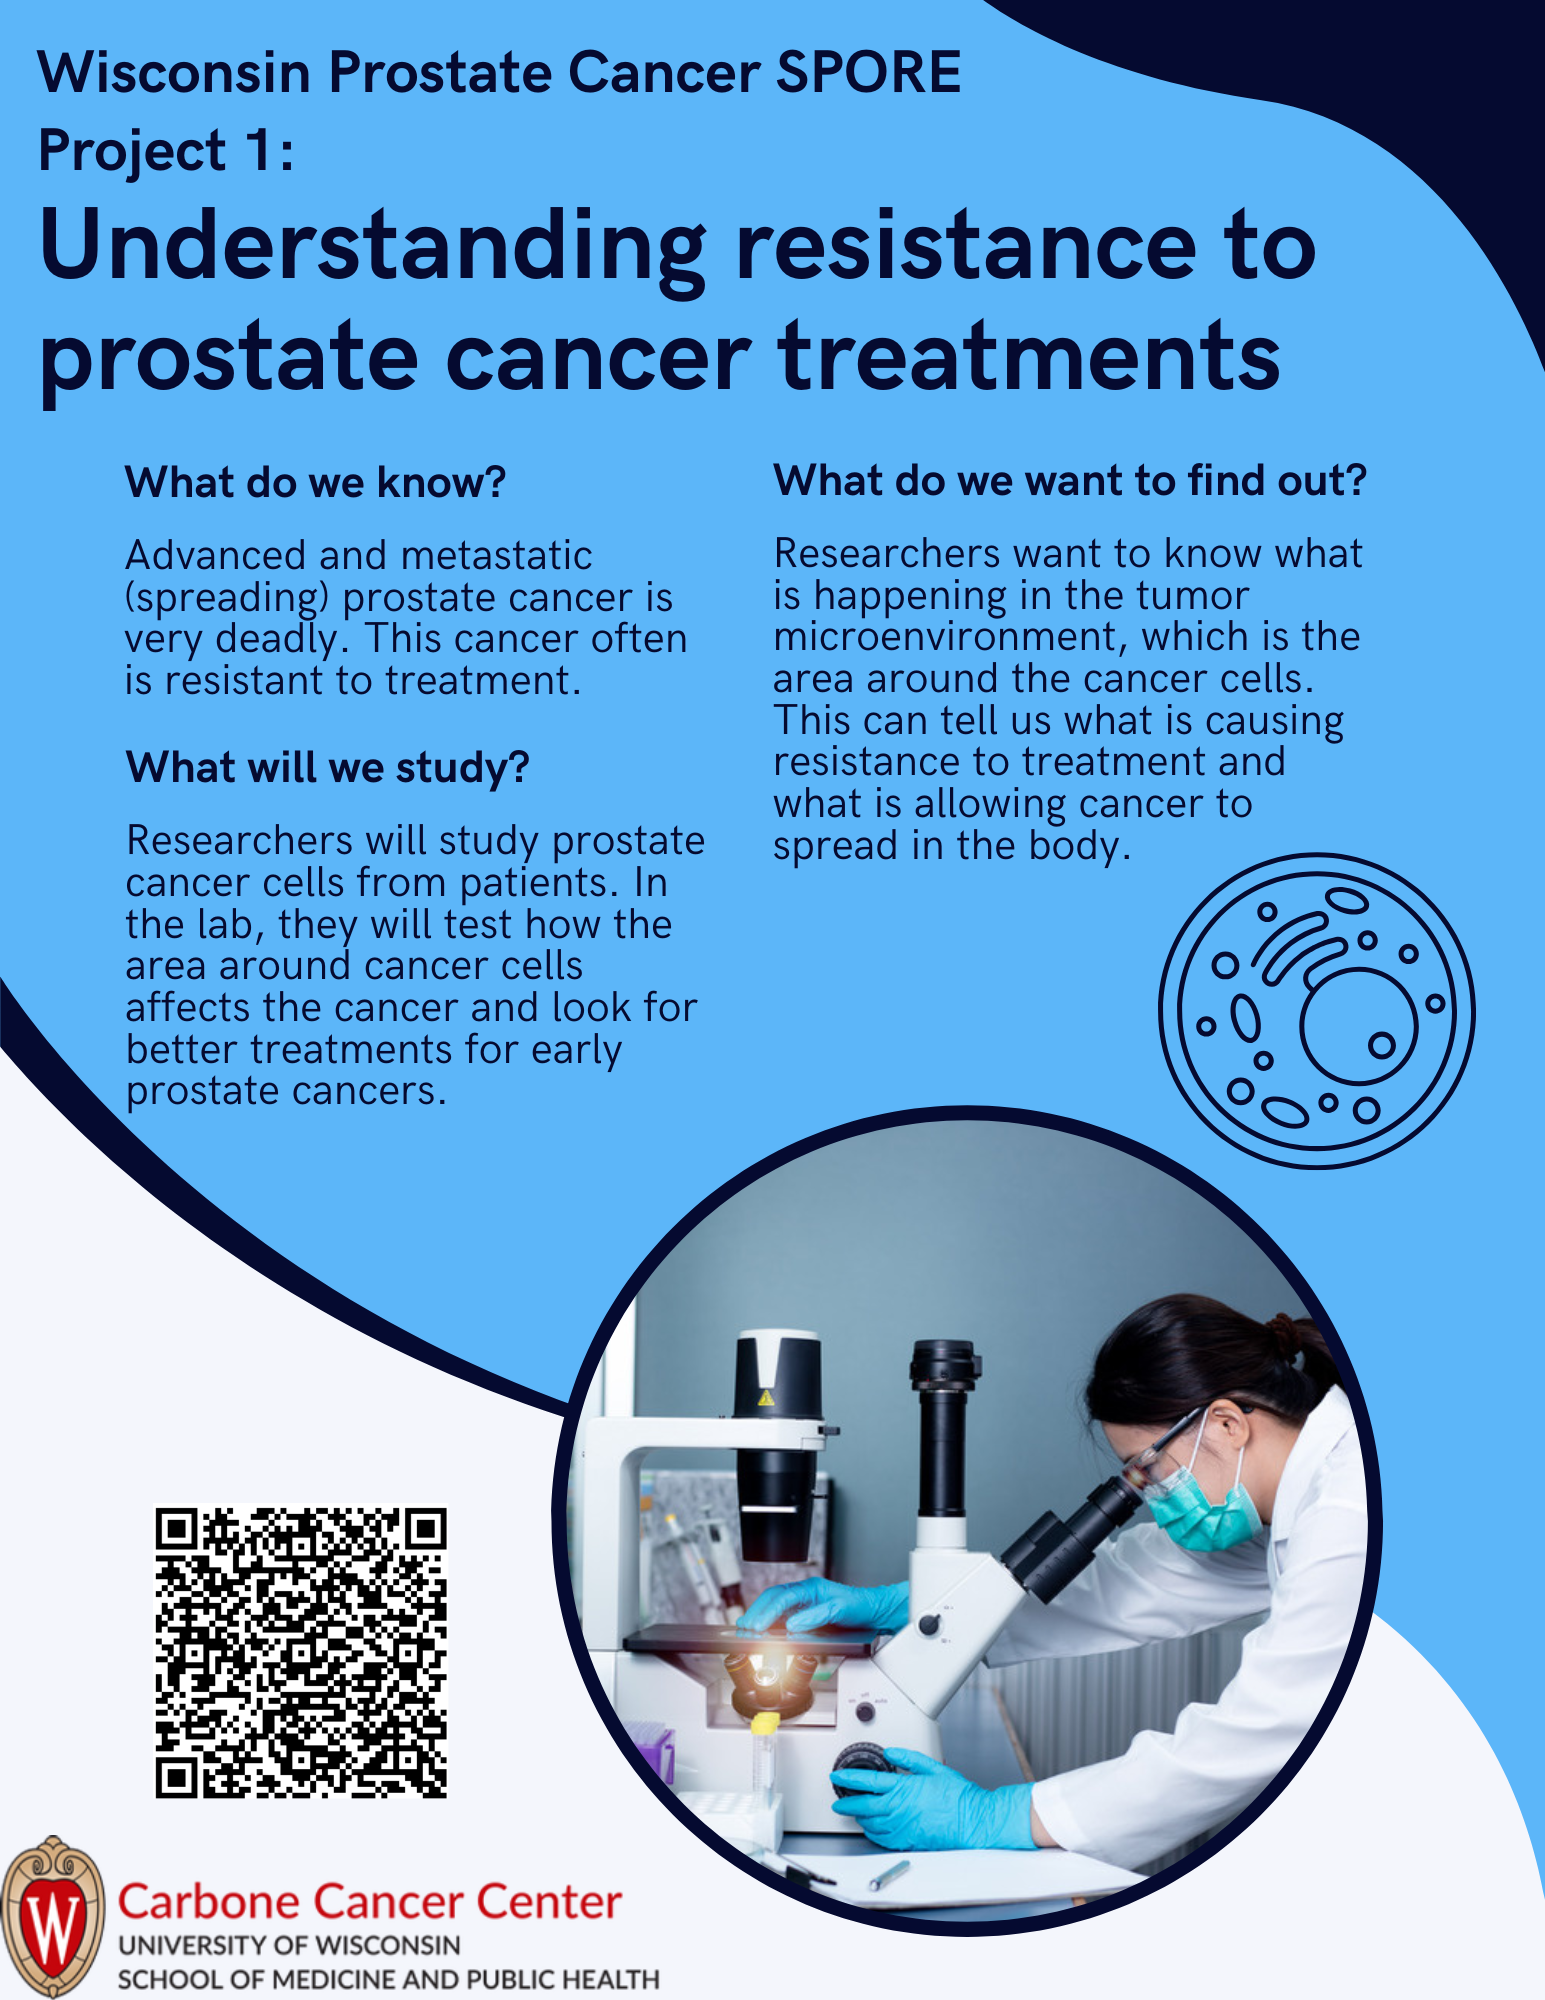 Wisconsin Prostate Cancer SPORE
Project 1:
Understanding resistance to
prostate cancer treatments
What do we know?
Advanced and metastatic
(spreading) prostate cancer is
very deadly. This cancer often
is resistant to treatment.
What will we study?
Researchers will study prostate
cancer cells from patients. In
the lab, they will test how the
area around cancer cells
affects the cancer and look for
better treatments for early
prostate cancers.
What do we want to find out?
Researchers want to know what
is happening in the tumor
microenvironment, which is the
area around the cancer cells.
This can tell us what is causing
resistance to treatment and
what is allowing cancer to
spread in the body.
W
Carbone Cancer Center
UNIVERSITY OF WISCONSIN
SCHOOL OF MEDICINE AND PUBLIC HEALTH